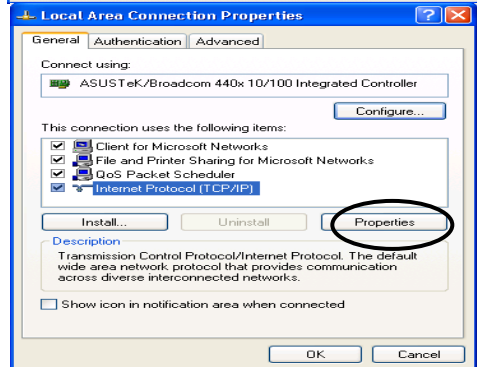 Local Area Connection Properties
General Authentication Advanced
Connect using:
ASUSTeK/Broadcom 440x 10/100 Integrated Controller
Configure...
This connection uses the following items:
Client for Microsoft Networks
File and Printer Sharing for Microsoft Networks
QoS Packet Scheduler
Internet Protocol (TCP/IP)
Install... Uninstall Properties
Description
Transmission Control Protocol/Internet Protocol. The default
wide area network protocol that provides communication
across diverse interconnected networks.
Show icon in notification area when connected
OK Cancel